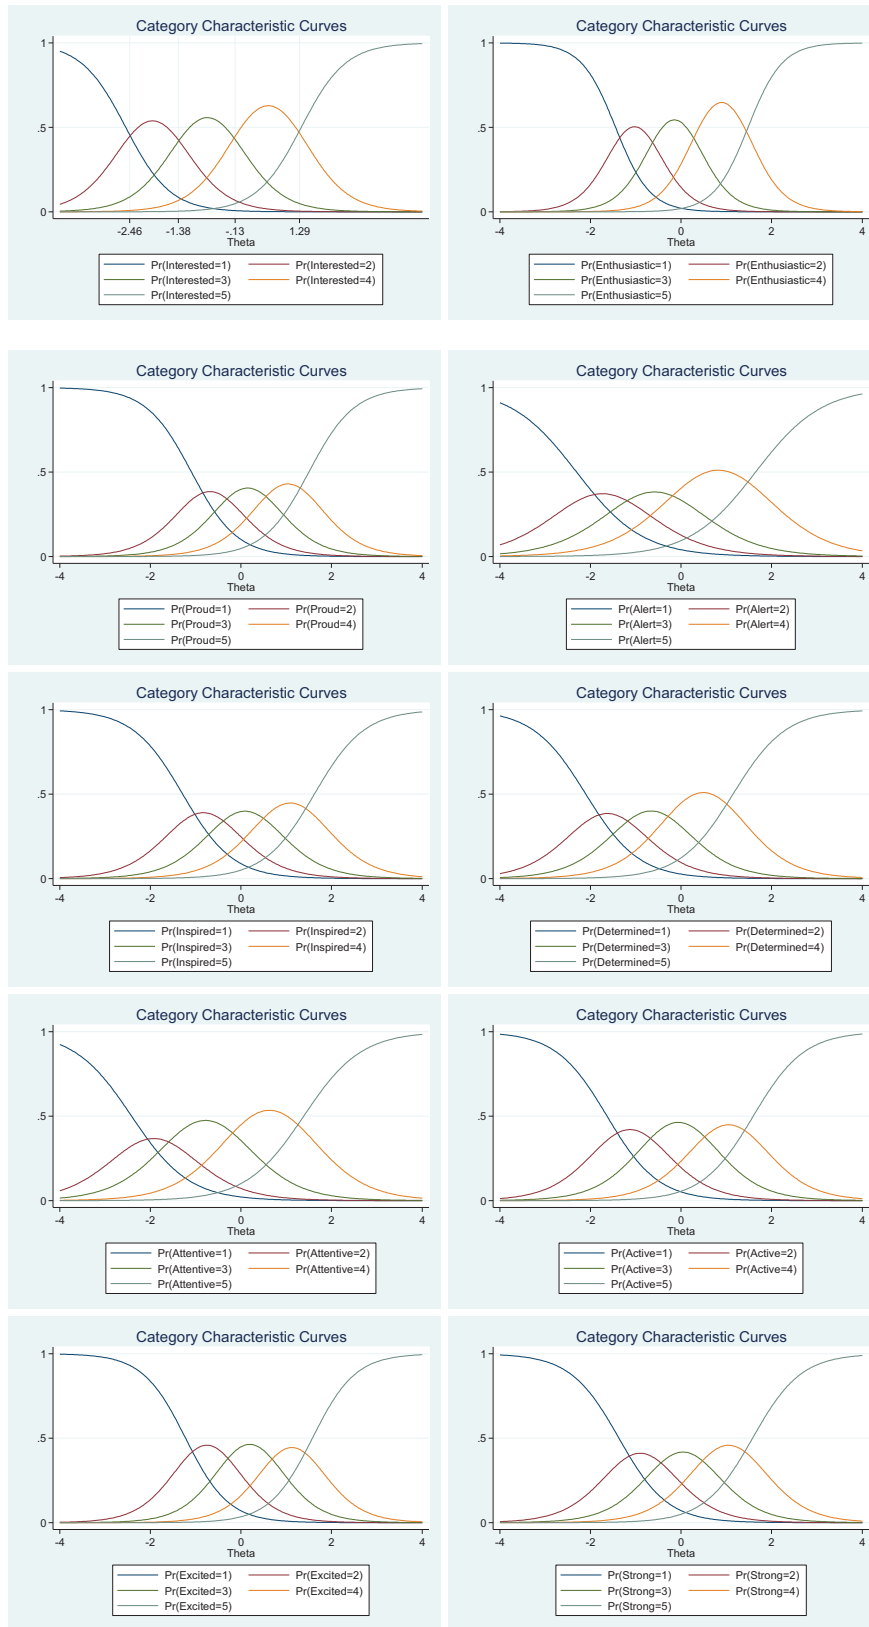 Category Characteristic Curves
1
.5
0
-2.46 -1.38 -.13 1.29
Theta
Pr(Interested=1) Pr(Interested=2)
Pr(Interested=3) Pr(Interested=4)
Pr(Interested=5)
Category Characteristic Curves
1
.5
0
-4 -2 0 2 4
Theta
Pr(Enthusiastic=1) Pr(Enthusiastic=2)
Pr(Enthusiastic=3) Pr(Enthusiastic=4)
Pr(Enthusiastic=5)
Category Characteristic Curves
1
.5
0
-4 -2 0 2 4
Theta
Pr(Proud=1) Pr(Proud=2)
Pr(Proud=3) Pr(Proud=4)
Pr(Proud=5)
Category Characteristic Curves
1
.5
0
-4 -2 0 2 4
Theta
Pr(Alert=1) Pr(Alert=2)
Pr(Alert=3) Pr(Alert=4)
Pr(Alert=5)
Category Characteristic Curves
1
.5
0
-4 -2 0 2 4
Theta
Pr(Inspired=1) Pr(Inspired=2)
Pr(Inspired=3) Pr(Inspired=4)
Pr(Inspired=5)
Category Characteristic Curves
1
.5
0
-4 -2 0 2 4
Theta
Pr(Determined=1) Pr(Determined=2)
Pr(Determined=3) Pr(Determined=4)
Pr(Determined=5)
Category Characteristic Curves
1
.5
0
-4 -2 0 2 4
Theta
Pr(Attentive=1) Pr(Attentive=2)
Pr(Attentive=3) Pr(Attentive=4)
Pr(Attentive=5)
Category Characteristic Curves
1
.5
0
-4 -2 0 2 4
Theta
Pr(Active=1) Pr(Active=2)
Pr(Active=3) Pr(Active=4)
Pr(Active=5)
Category Characteristic Curves
1
.5
0
-4 -2 0 2 4
Theta
Pr(Excited=1) Pr(Excited=2)
Pr(Excited=3) Pr(Excited=4)
Pr(Excited=5)
Category Characteristic Curves
1
.5
0
-4 -2 0 2 4
Theta
Pr(Strong=1) Pr(Strong=2)
Pr(Strong=3) Pr(Strong=4)
Pr(Strong=5)